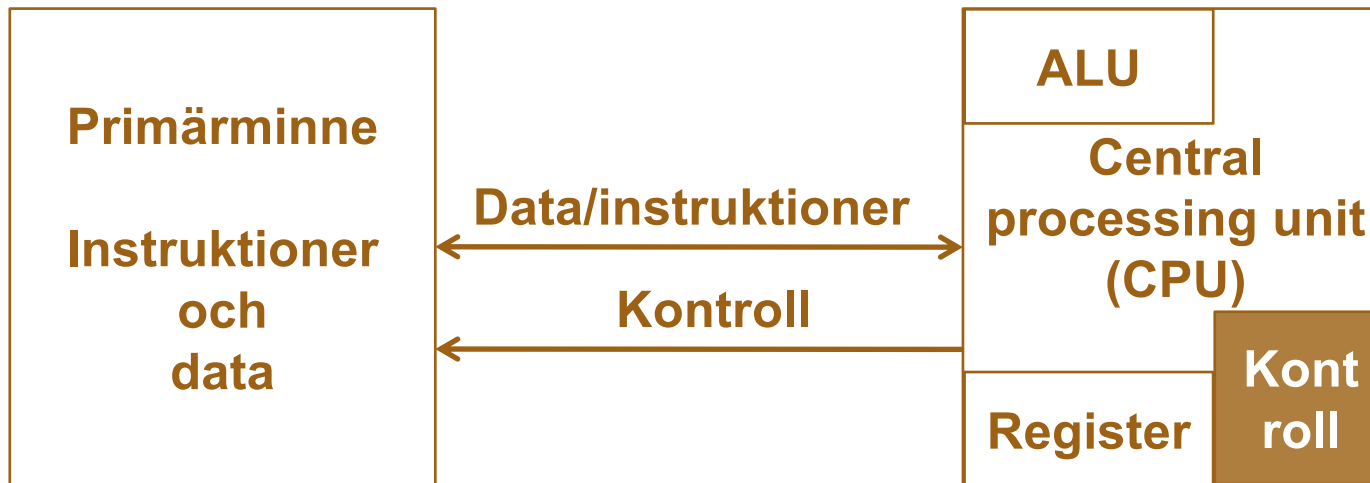 Primärminne
Instruktioner
och
data
Data/instruktioner
Kontroll
ALU
Central
processing unit
(CPU)
Register
Kont
roll